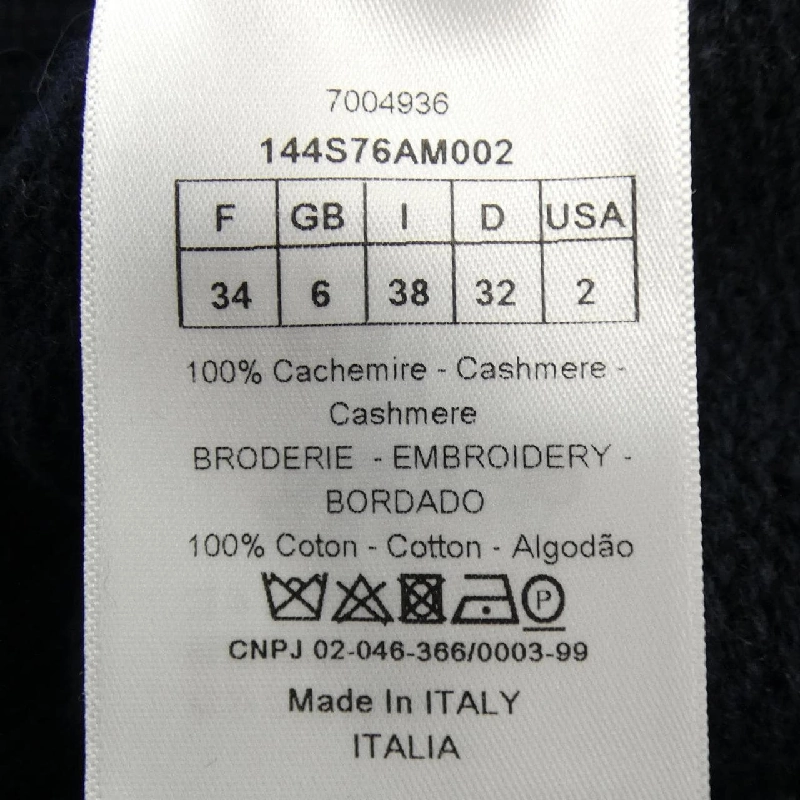 7004936
144S76AM002
F GB I D USA
34 6 38 32 2
100% Cachemire - Cashmere -
Cashmere
BRODERIE - EMBROIDERY -
BORDADO
100% Coton - Cotton - Algodão
P
CNPJ 02-046-366/0003-99
Made In ITALY
ITALIA